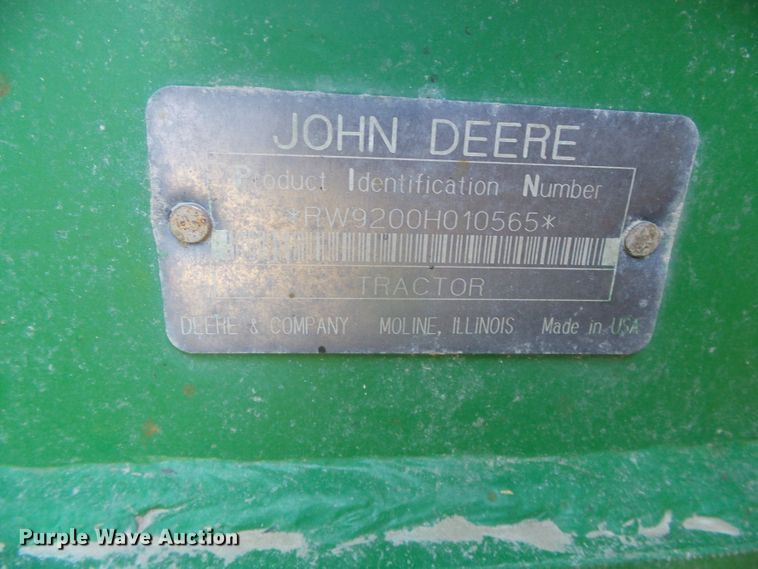 JOHN DEERE
Product Identification Number
*RW9200H010565*
TRACTOR
DEERE & COMPANY MOLINE, ILLINOIS Made in USA
Purple Wave Auction